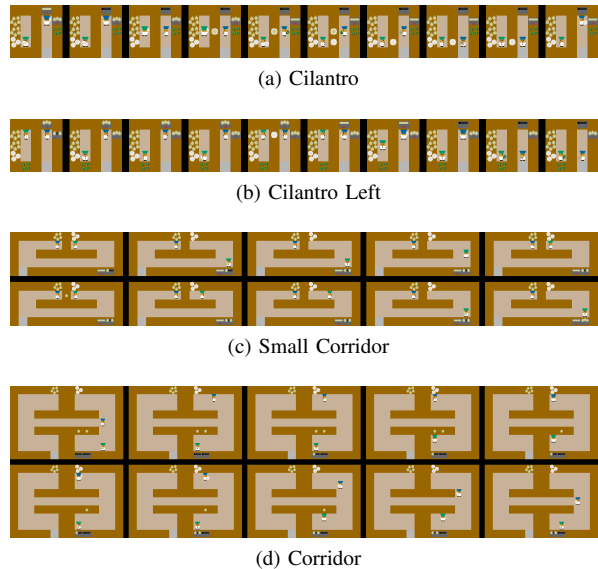 (a) Cilantro
(b) Cilantro Left
(c) Small Corridor
(d) Corridor